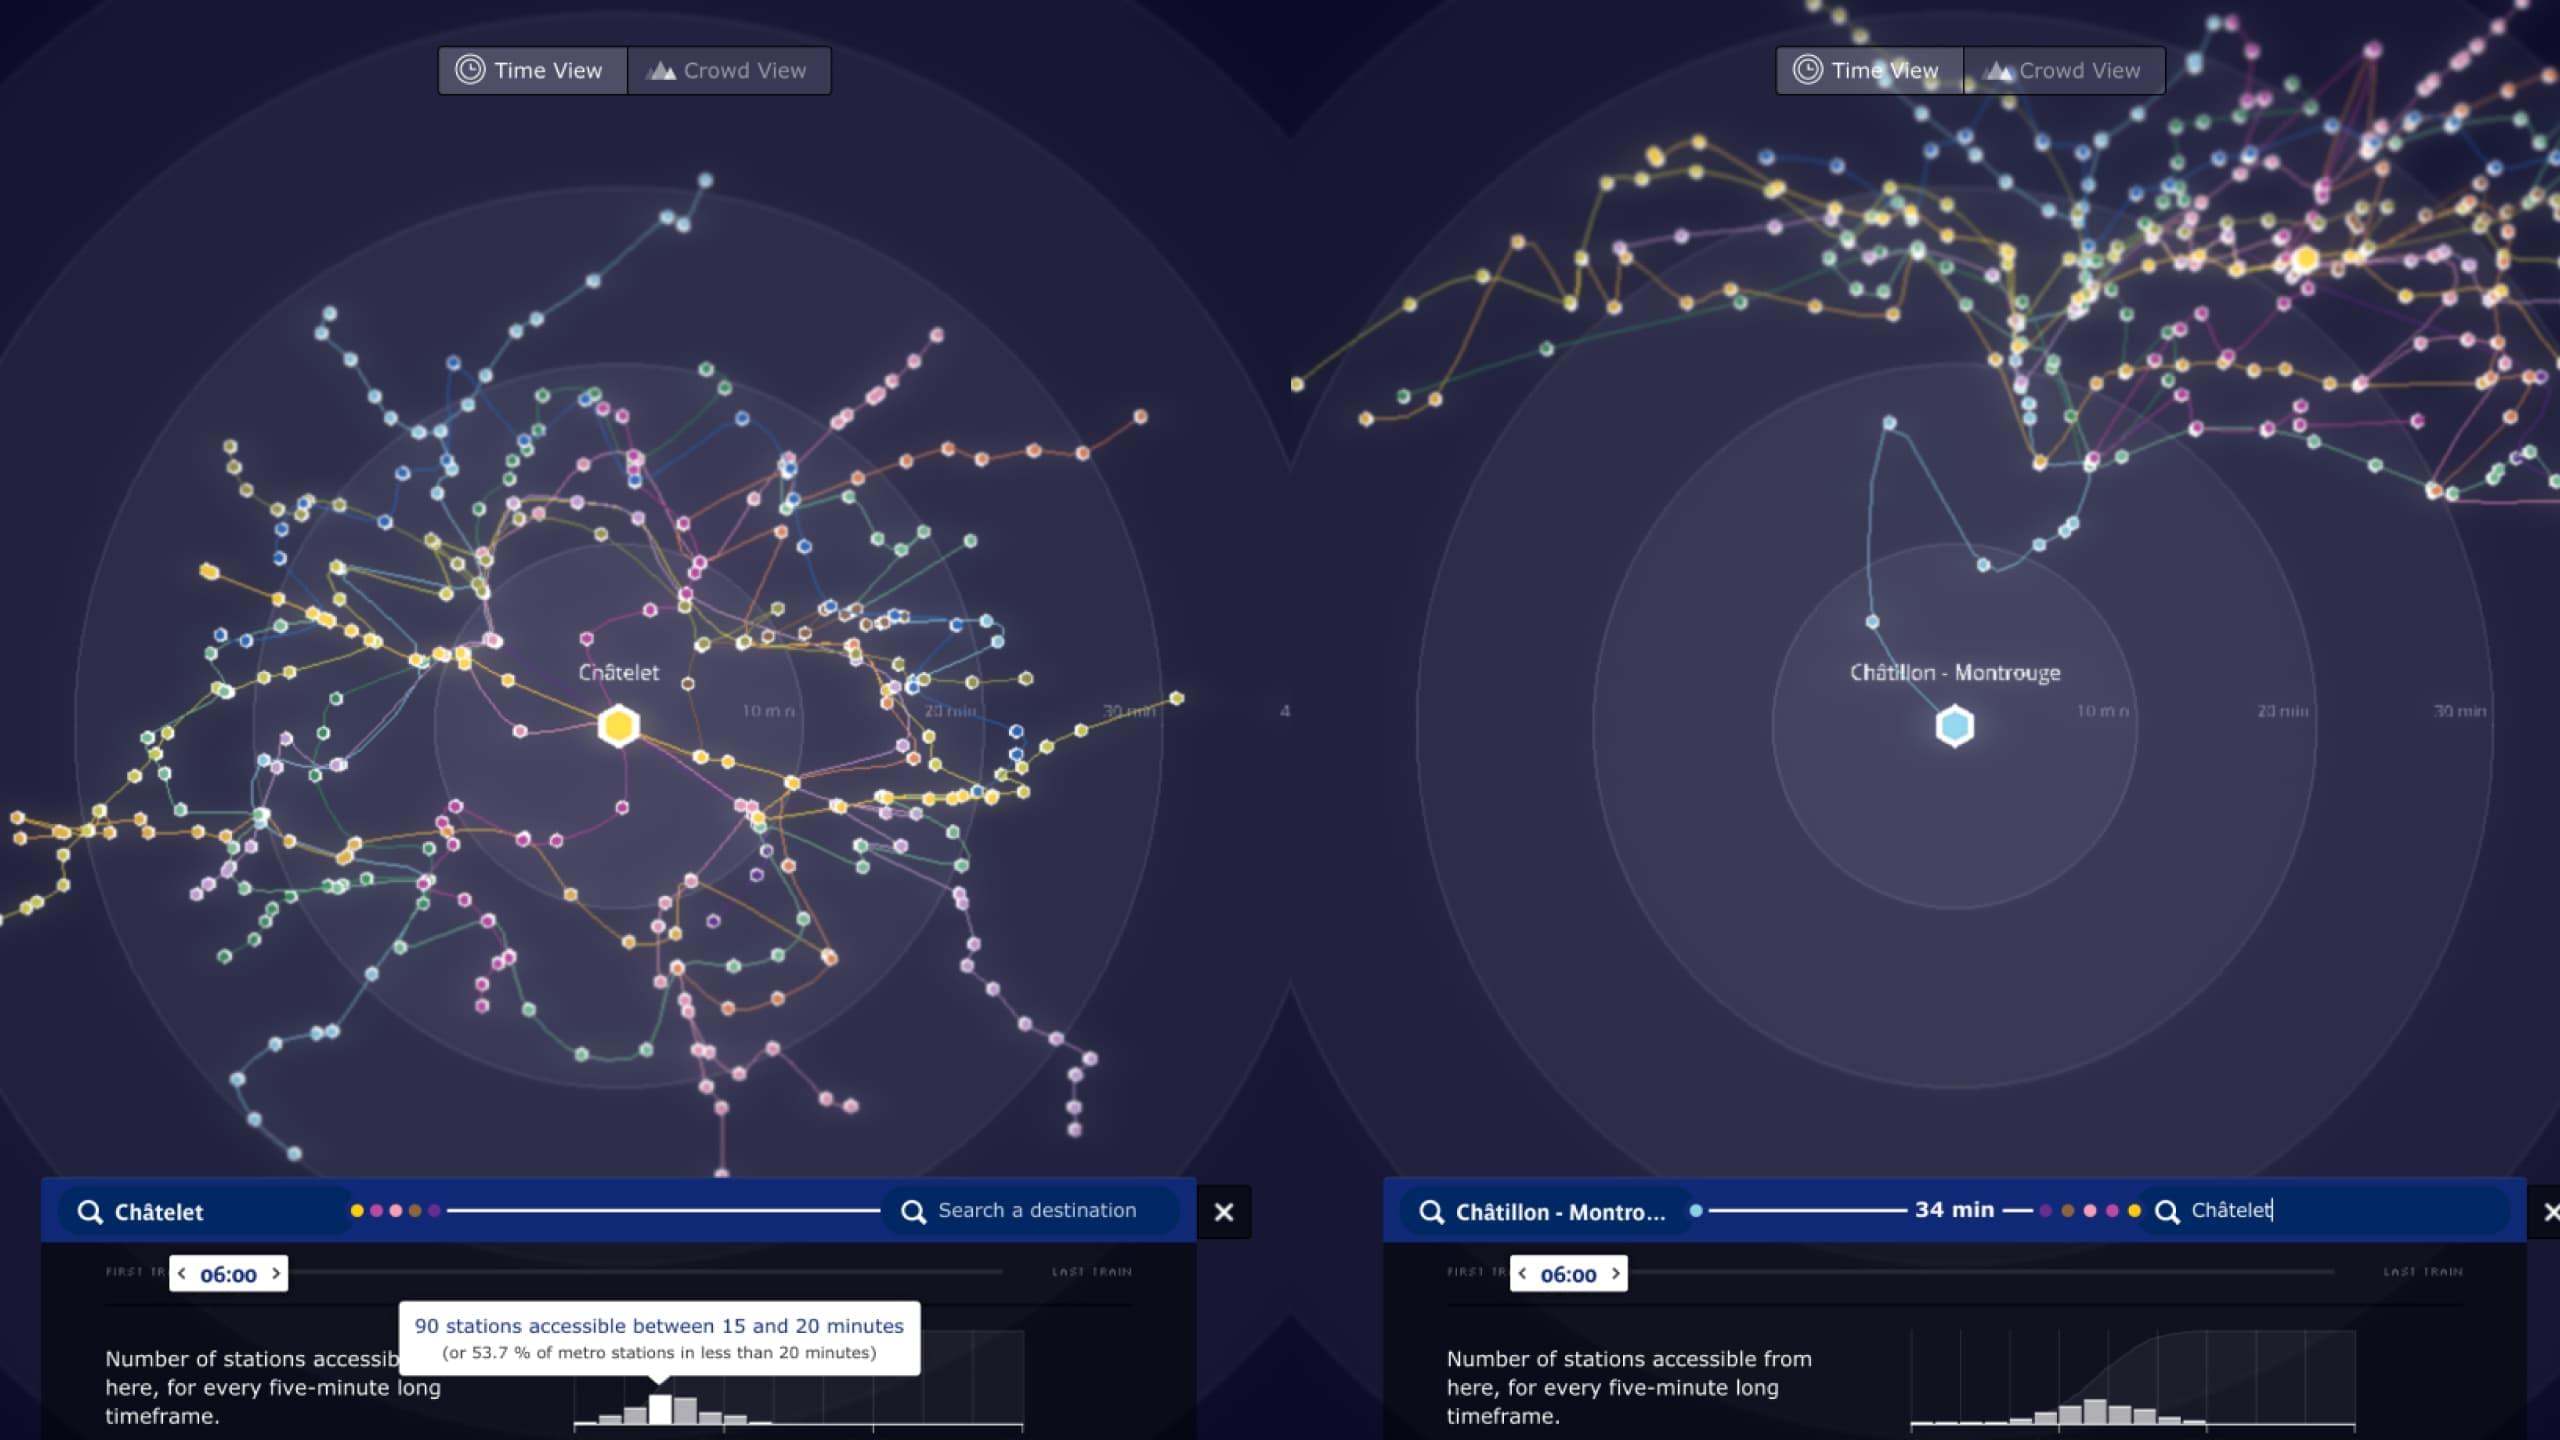 Time View
Crowd View
Châtelet
10 min
20 min
30 min
4
Châtelet
Search a destination
FIRST TR
06:00
LAST TRAIN
90 stations accessible between 15 and 20 minutes
(or 53.7 % of metro stations in less than 20 minutes)
Number of stations accessib
here, for every five-minute long
timeframe.
Time View
Crowd View
Châtillon - Montrouge
10 min
20 min
30 min
Châtillon - Montro...
34 min
Châtelet
FIRST TR
06:00
LAST TRAIN
Number of stations accessible from
here, for every five-minute long
timeframe.